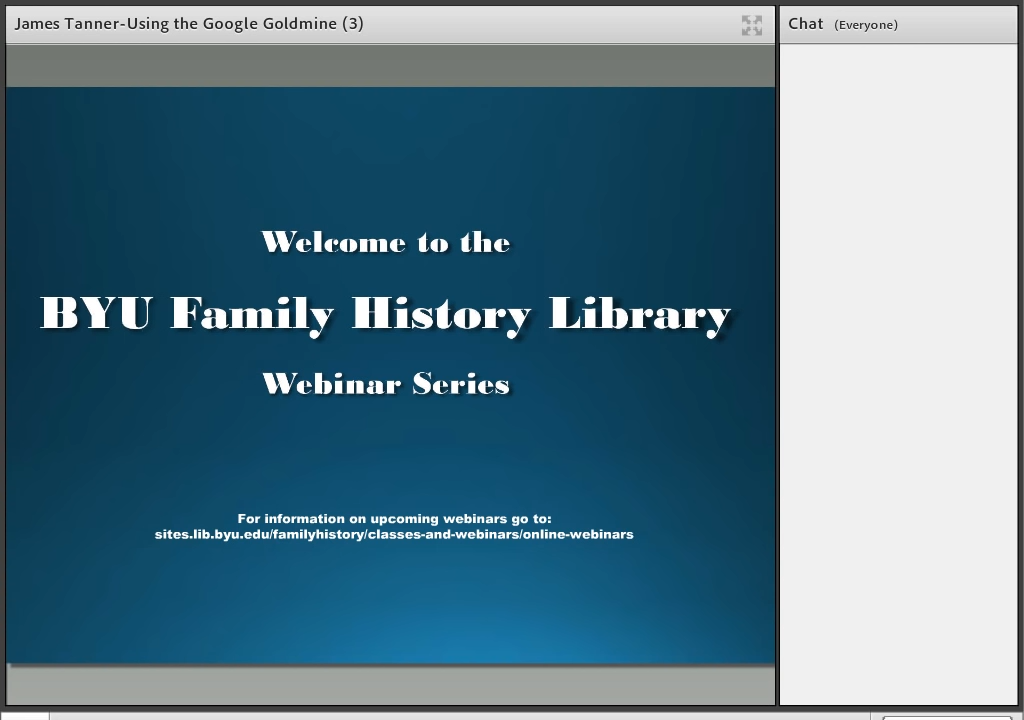 James Tanner-Using the Google Goldmine (3)
Chat (Everyone)
Welcome to the
BYU Family History Library
Webinar Series
For information on upcoming webinars go to:
sites.lib.byu.edu/familyhistory/classes-and-webinars/online-webinars